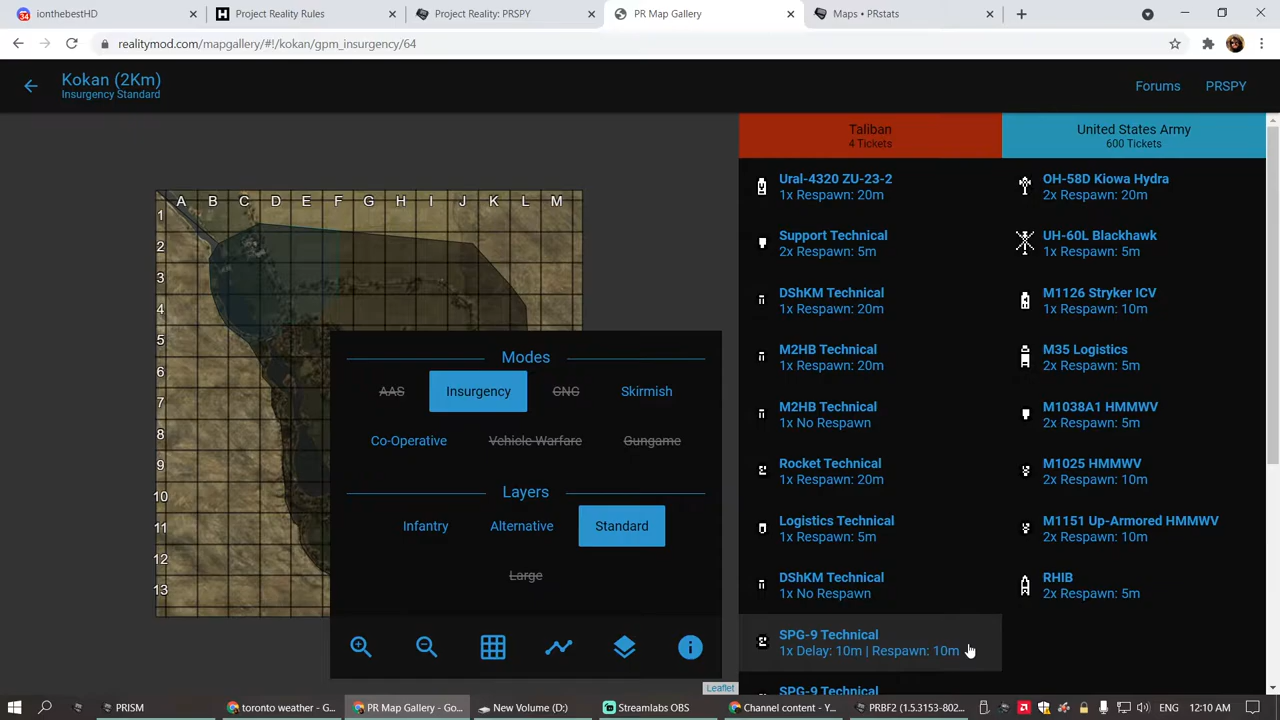 ionthebestHD
Project Reality Rules
Project Reality: PRSPY
PR Map Gallery
Maps • PRstats
realitymod.com/mapgallery/#!/kokan/gpm_insurgency/64
Kokan (2Km)
Insurgency Standard
Forums
PRSPY
Taliban
4 Tickets
United States Army
600 Tickets
A B C D E F G H I J K L M
1
2
3
4
5
6
7
8
9
10
11
12
13
Modes
AAS
Insurgency
CNC
Skirmish
Co-Operative
Vehicle Warfare
Gungame
Layers
Infantry
Alternative
Standard
Large
Leaflet
Ural-4320 ZU-23-2
1x Respawn: 20m
Support Technical
2x Respawn: 5m
DShKM Technical
1x Respawn: 20m
M2HB Technical
1x Respawn: 20m
M2HB Technical
1x No Respawn
Rocket Technical
1x Respawn: 20m
Logistics Technical
1x Respawn: 5m
DShKM Technical
1x No Respawn
SPG-9 Technical
1x Delay: 10m | Respawn: 10m
SPG-9 Technical
OH-58D Kiowa Hydra
2x Respawn: 20m
UH-60L Blackhawk
1x Respawn: 5m
M1126 Stryker ICV
1x Respawn: 10m
M35 Logistics
2x Respawn: 5m
M1038A1 HMMWV
2x Respawn: 5m
M1025 HMMWV
2x Respawn: 10m
M1151 Up-Armored HMMWV
2x Respawn: 10m
RHIB
2x Respawn: 5m
PRISM
toronto weather - G...
PR Map Gallery - Go...
New Volume (D:)
Streamlabs OBS
Channel content - Y...
PRBF2 (1.5.3153-802...
ENG
12:10 AM